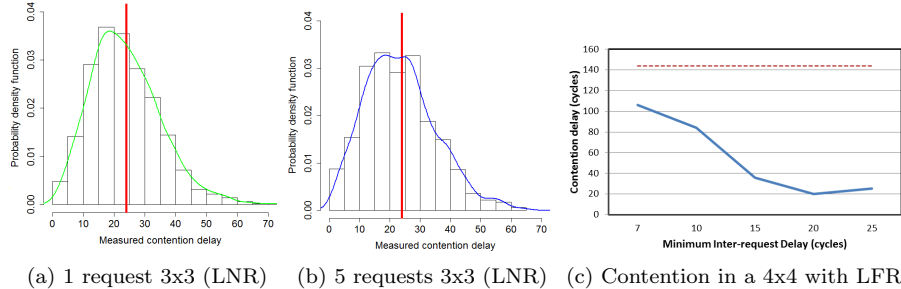 Probability density function
0.00 0.01 0.02 0.03 0.04
0 10 20 30 40 50 60 70
Measured contention delay
(a) 1 request 3x3 (LNR)
Probability density function
0.00 0.01 0.02 0.03 0.04
0 10 20 30 40 50 60 70
Measured contention delay
(b) 5 requests 3x3 (LNR)
Contention delay (cycles)
160
140
120
100
80
60
40
20
0
7 10 15 20 25
Minimum Inter-request Delay (cycles)
(c) Contention in a 4x4 with LFR